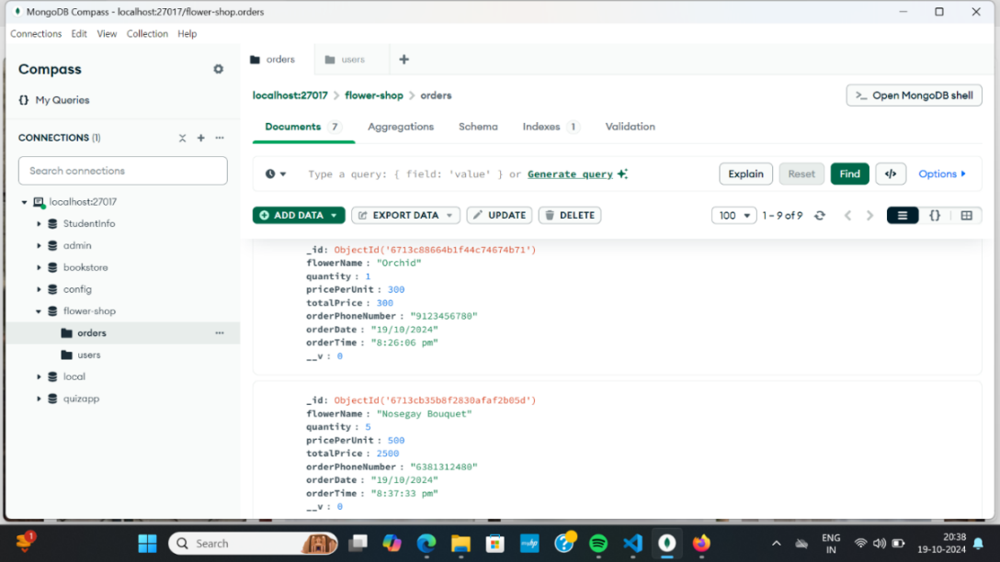 MongoDB Compass - localhost:27017/flower-shop.orders
Connections Edit View Collection Help
Compass
{} My Queries
CONNECTIONS (1)
Search connections
localhost:27017
StudentInfo
admin
bookstore
config
flower-shop
orders
users
local
quizapp
orders users
localhost:27017 > flower-shop > orders
>_ Open MongoDB shell
Documents 7 Aggregations Schema Indexes 1 Validation
Type a query: { field: 'value' } or Generate query
Explain Reset Find </> Options
ADD DATA EXPORT DATA UPDATE DELETE
100 1 – 9 of 9 {}
_id: ObjectId('6713c88664b1f44c74674b71')
flowerName : "Orchid"
quantity : 1
pricePerUnit : 300
totalPrice : 300
orderPhoneNumber : "9123456780"
orderDate : "19/10/2024"
orderTime : "8:26:06 pm"
__v : 0
_id: ObjectId('6713cb35b8f2830afaf2b05d')
flowerName : "Nosegay Bouquet"
quantity : 5
pricePerUnit : 500
totalPrice : 2500
orderPhoneNumber : "6381312480"
orderDate : "19/10/2024"
orderTime : "8:37:33 pm"
__v : 0
1
Search
ENG
IN
20:38
19-10-2024